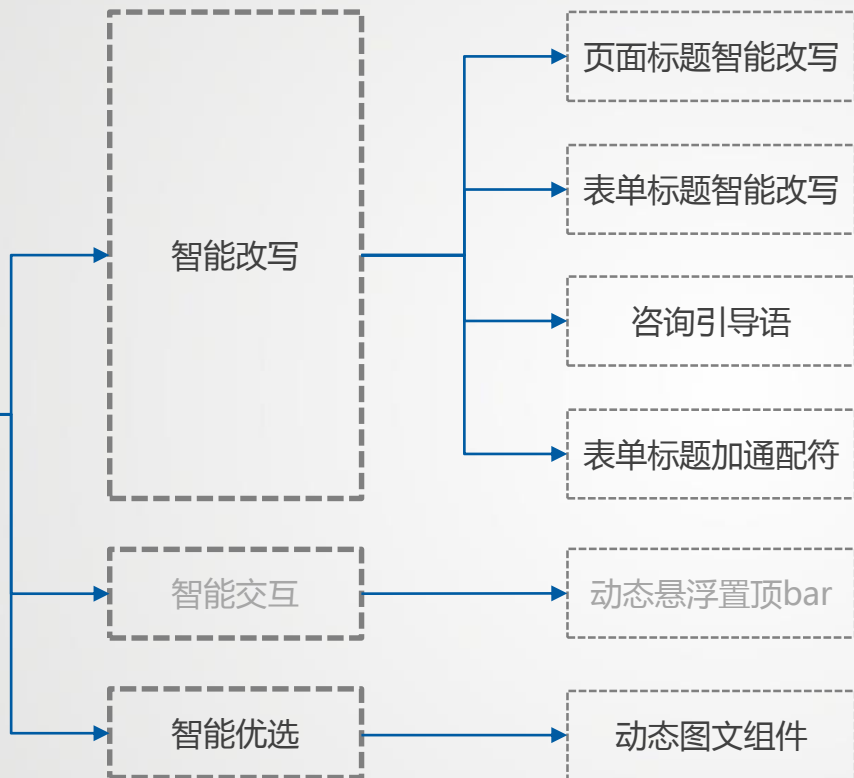 页面标题智能改写
表单标题智能改写
智能改写
咨询引导语
表单标题加通配符
智能交互
动态悬浮置顶bar
智能优选
动态图文组件